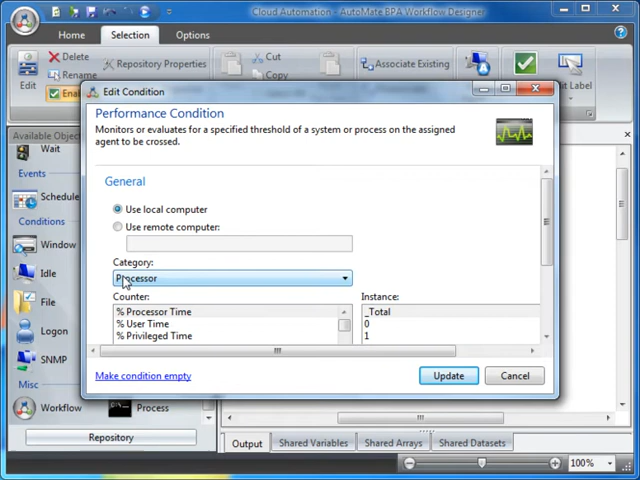 Cloud Automation - AutoMate BPA Workflow Designer
Home
Selection
Options
Delete
Cut
Repository Properties
Associate Existing
Rename
Copy
Edit
Edit Label
Edit Condition
Performance Condition
Monitors or evaluates for a specified threshold of a system or process on the assigned
agent to be crossed.
Wait
Events
Schedule
Conditions
Window
Idle
File
Logon
SNMP
Misc
Workflow
Process
Repository
General
Use local computer
Use remote computer:
Category:
Processor
Counter:
Instance:
% Processor Time
_Total
% User Time
0
% Privileged Time
1
Make condition empty
Update
Cancel
Output
Shared Variables
Shared Arrays
Shared Datasets
100%